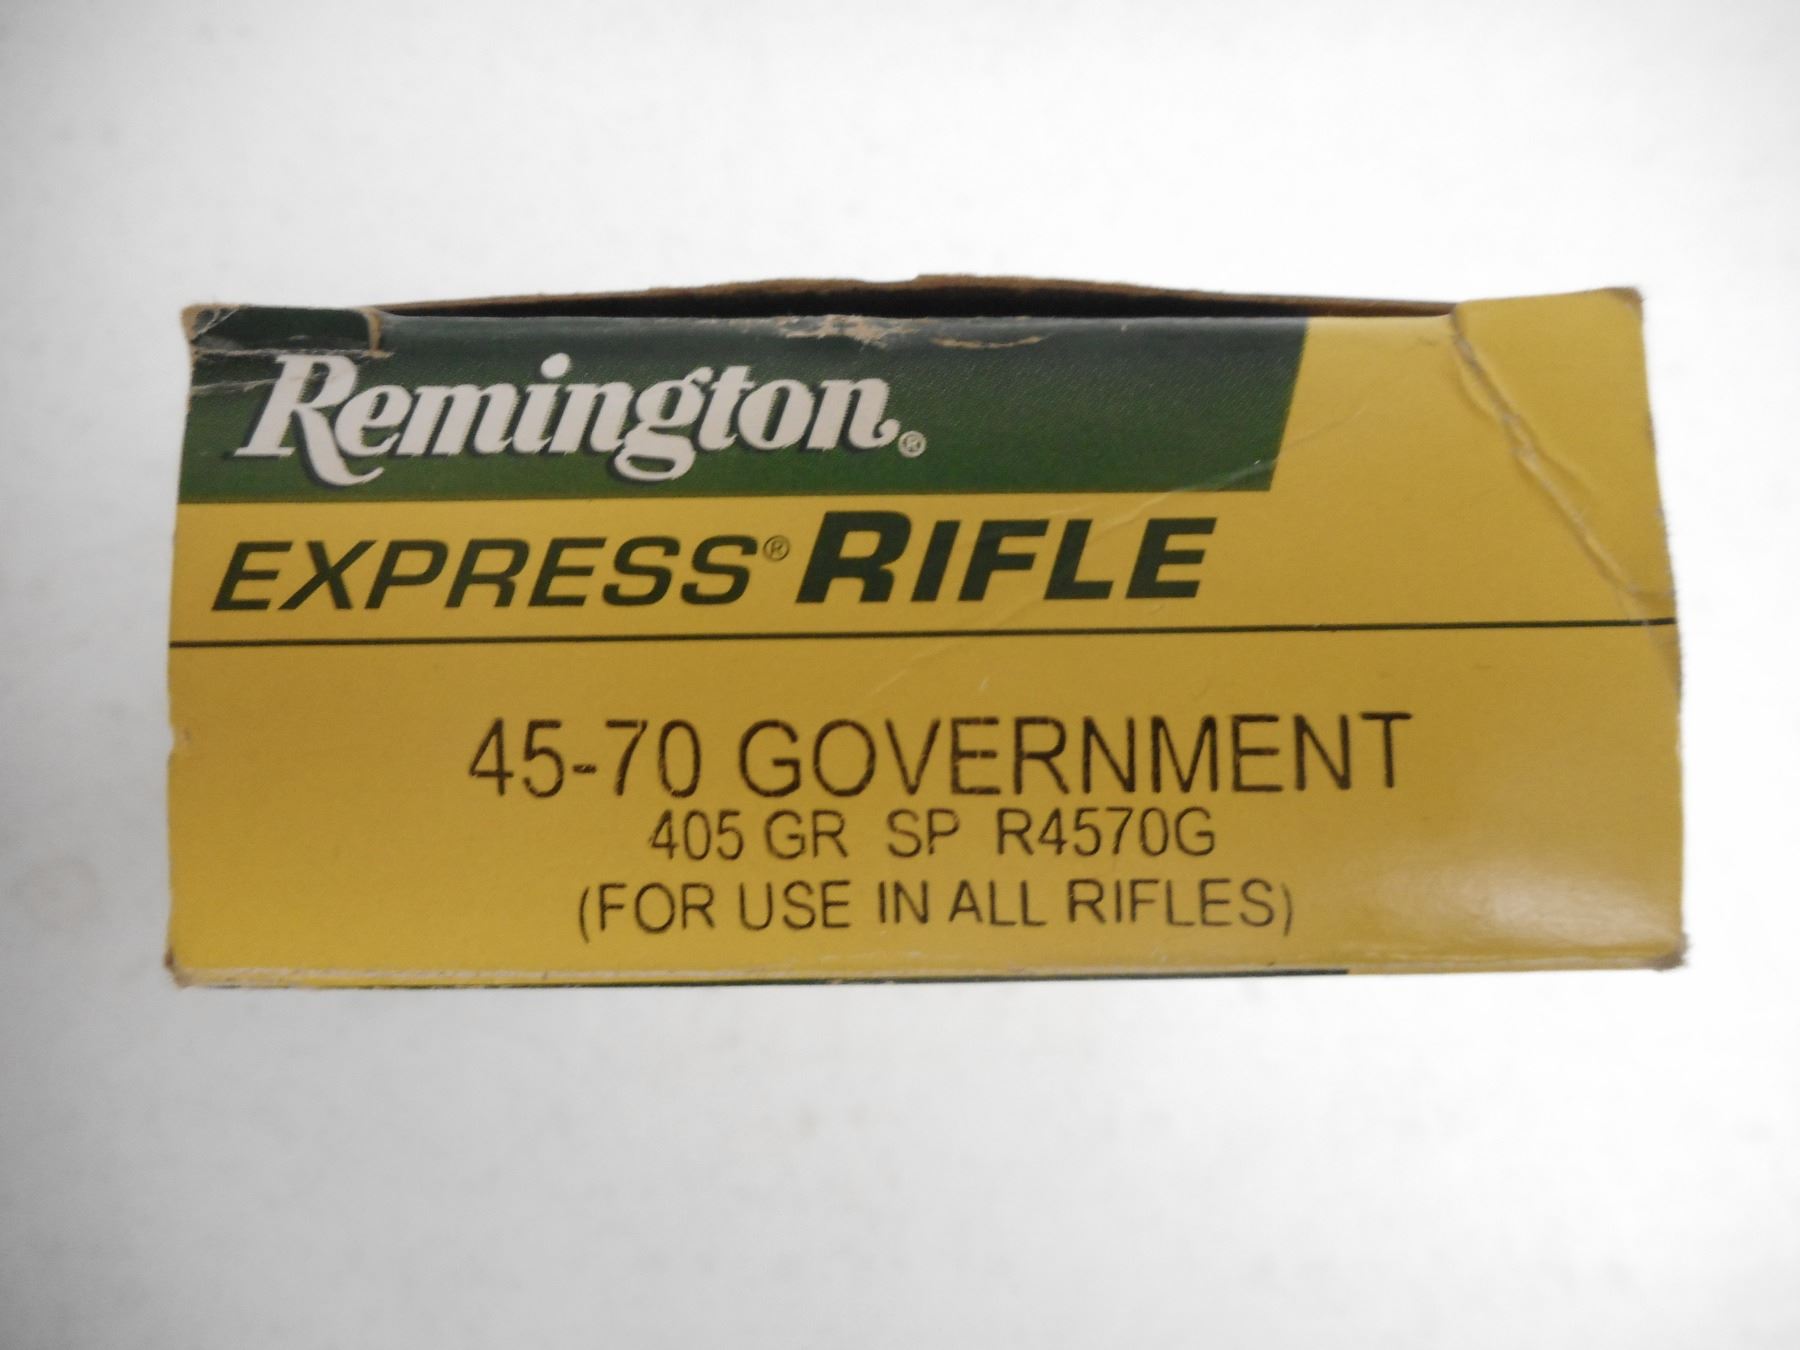 Remington®
EXPRESS® RIFLE
45-70 GOVERNMENT
405 GR SP R4570G
(FOR USE IN ALL RIFLES)